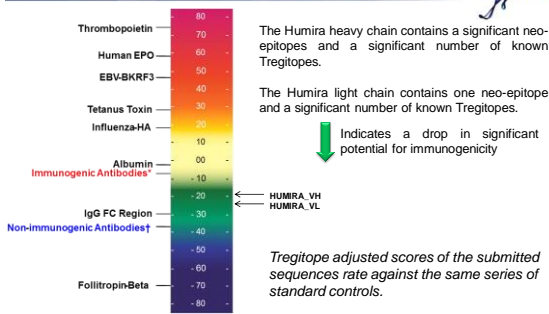 80
Thrombopoietin
70
60
Human EPO
50
EBV-BKRF3
40
30
Tetanus Toxin
20
Influenza-HA
10
00
Albumin
Immunogenic Antibodies*
- 10
- 20
IgG FC Region
- 30
Non-immunogenic Antibodies†
- 40
- 50
- 60
Follitropin-Beta
- 70
- 80
HUMIRA_VH
HUMIRA_VL
The Humira heavy chain contains a significant neo-
epitopes and a significant number of known
Tregitopes.
The Humira light chain contains one neo-epitope
and a significant number of known Tregitopes.
Indicates a drop in significant
potential for immunogenicity
Tregitope adjusted scores of the submitted
sequences rate against the same series of
standard controls.